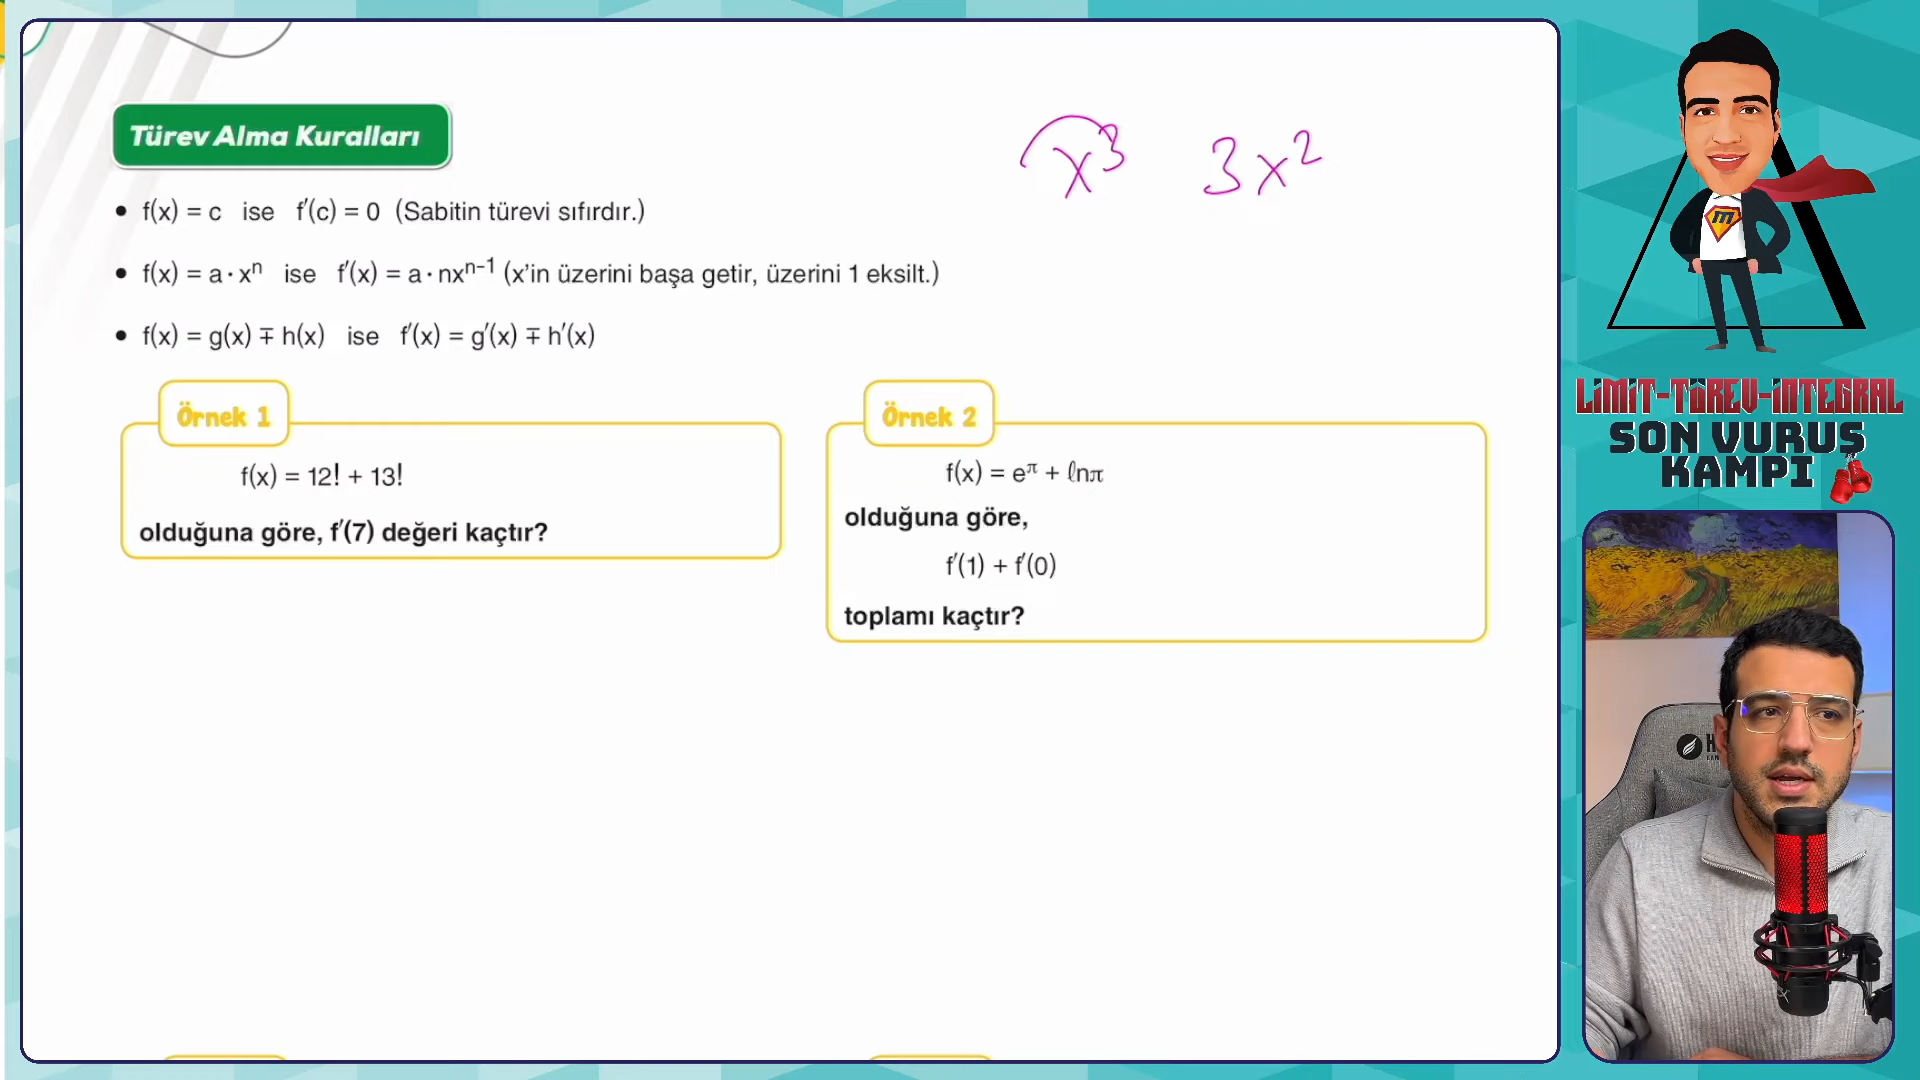 Türev Alma Kuralları
x³ 3x²
• f(x) = c ise f′(c) = 0 (Sabitin türevi sıfırdır.)
• f(x) = a · xⁿ ise f′(x) = a · nxⁿ⁻¹ (x'in üzerini başa getir, üzerini 1 eksilt.)
• f(x) = g(x) ∓ h(x) ise f′(x) = g′(x) ∓ h′(x)
Örnek 1
f(x) = 12! + 13!
olduğuna göre, f′(7) değeri kaçtır?
Örnek 2
f(x) = e^π + ℓnπ
olduğuna göre,
f′(1) + f′(0)
toplamı kaçtır?
m
LİMİT-TÜREV-İNTEGRAL
SON VURUŞ
KAMPI